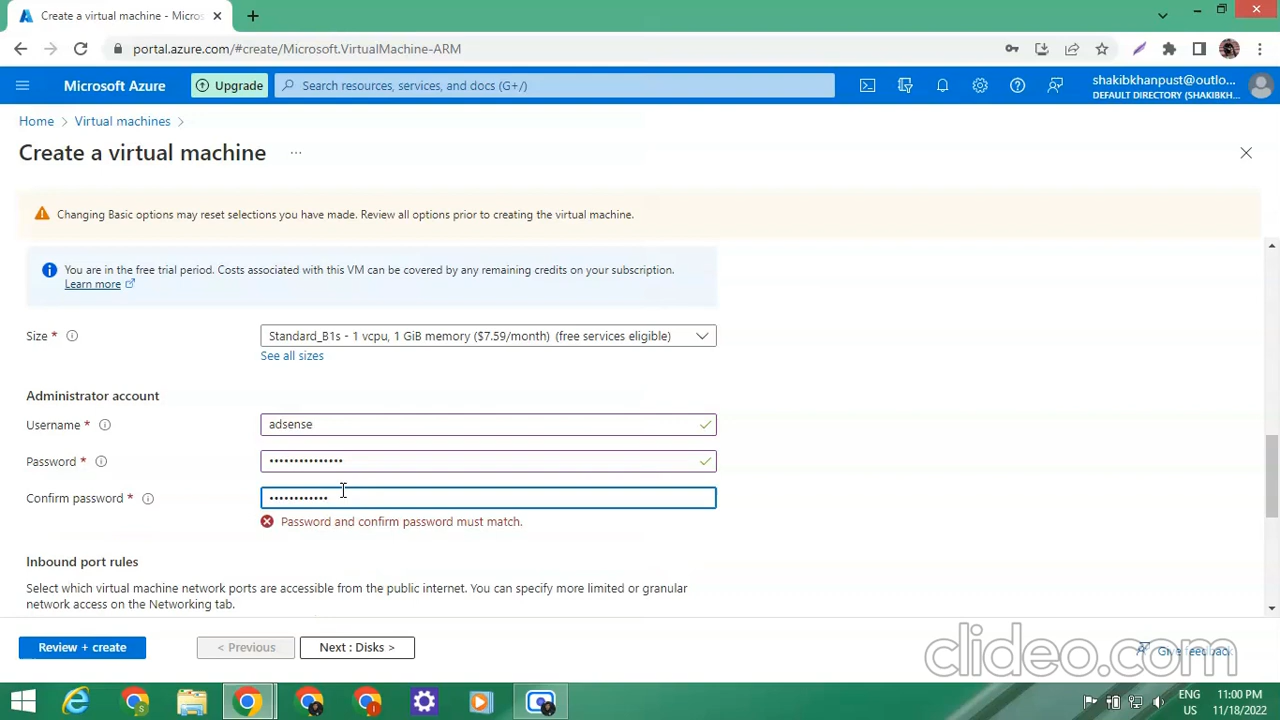 Create a virtual machine - Micros
portal.azure.com/#create/Microsoft.VirtualMachine-ARM
Microsoft Azure
Upgrade
Search resources, services, and docs (G+/)
shakibkhanpust@outlo...
DEFAULT DIRECTORY (SHAKIBKH...
Home > Virtual machines >
Create a virtual machine ...
Changing Basic options may reset selections you have made. Review all options prior to creating the virtual machine.
You are in the free trial period. Costs associated with this VM can be covered by any remaining credits on your subscription.
Learn more
Size *
Standard_B1s - 1 vcpu, 1 GiB memory ($7.59/month) (free services eligible)
See all sizes
Administrator account
Username *
adsense
Password *
•••••••••••••••
Confirm password *
••••••••••••
Password and confirm password must match.
Inbound port rules
Select which virtual machine network ports are accessible from the public internet. You can specify more limited or granular
network access on the Networking tab.
Review + create
< Previous
Next : Disks >
Give feedback
clideo.com
ENG
US
11:00 PM
11/18/2022